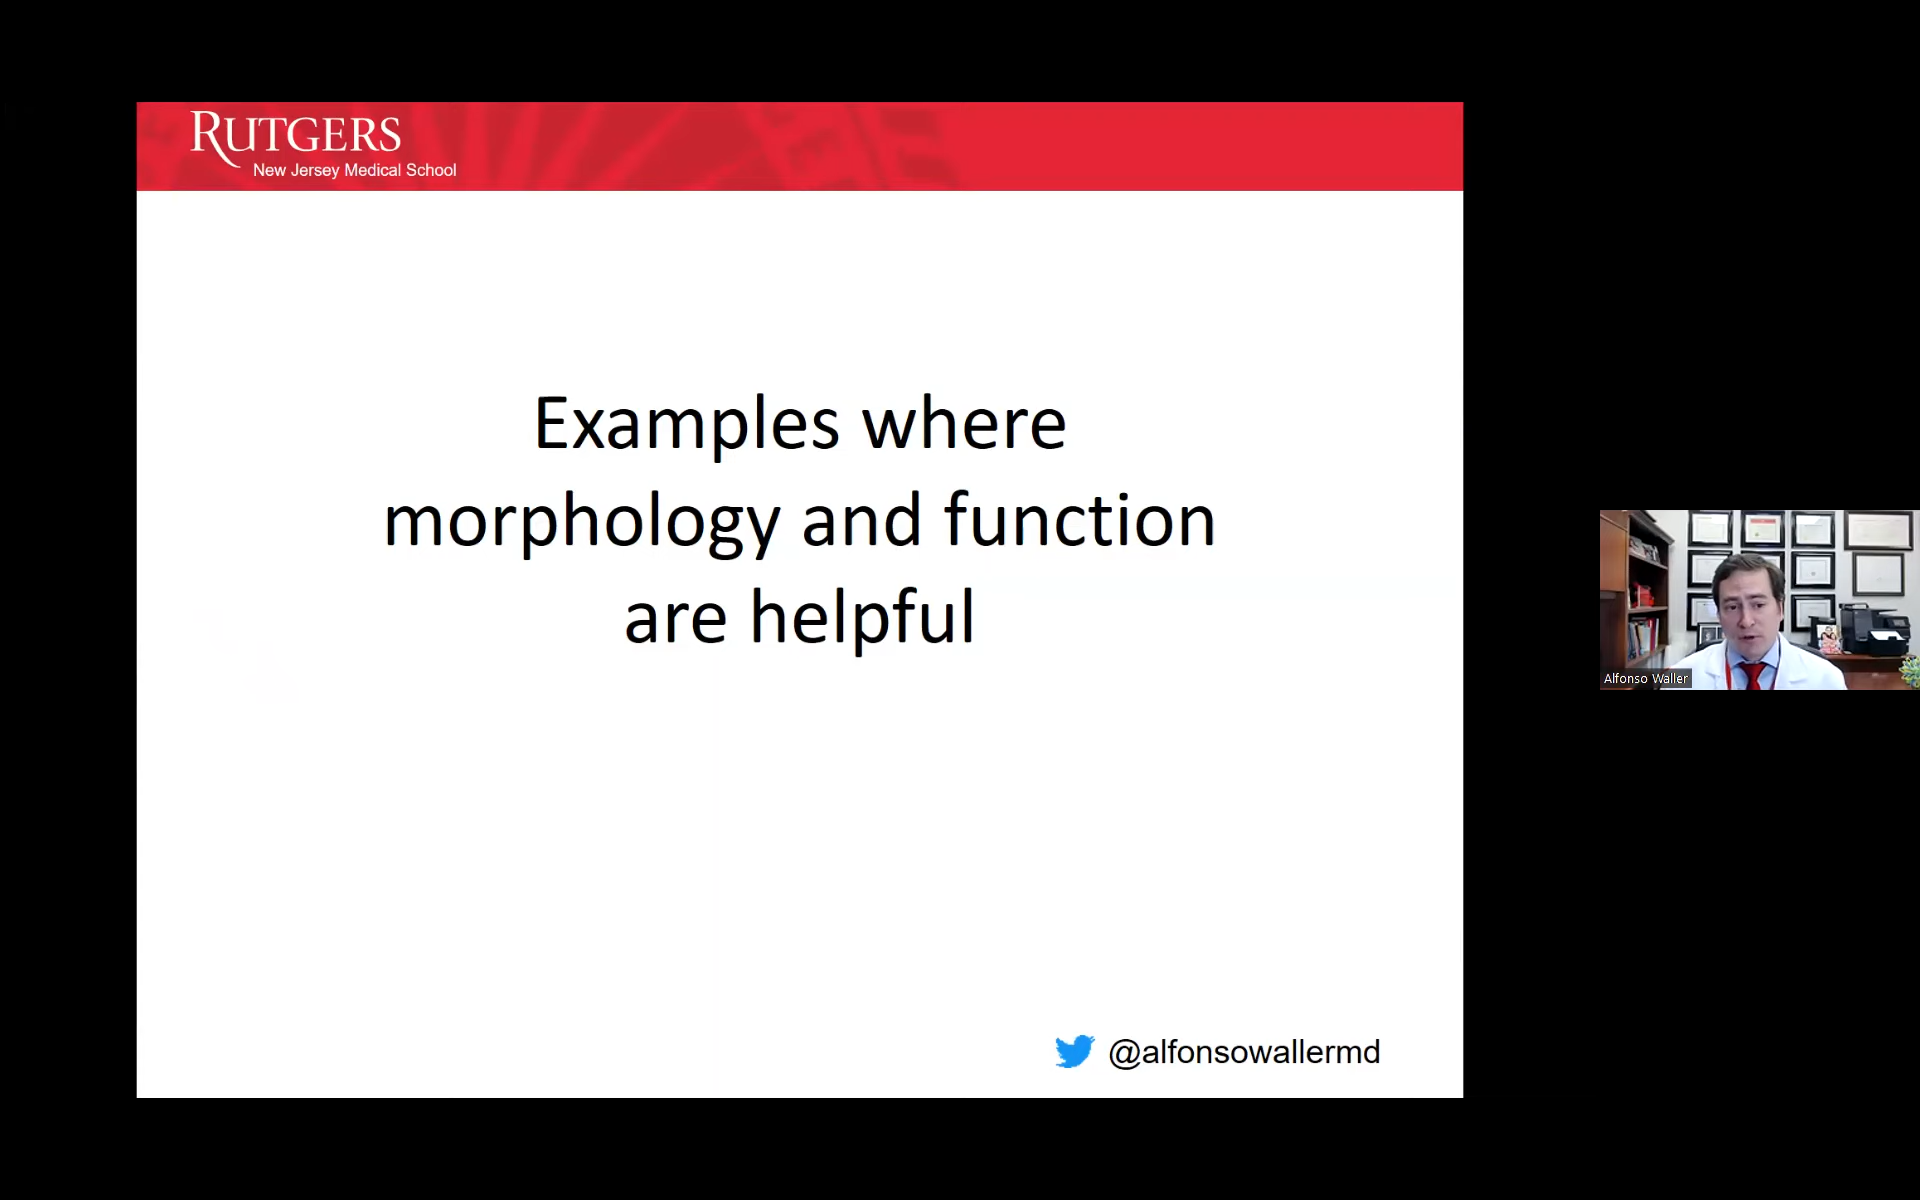 RUTGERS
New Jersey Medical School
Examples where
morphology and function
are helpful
Alfonso Waller
@alfonsowallermd